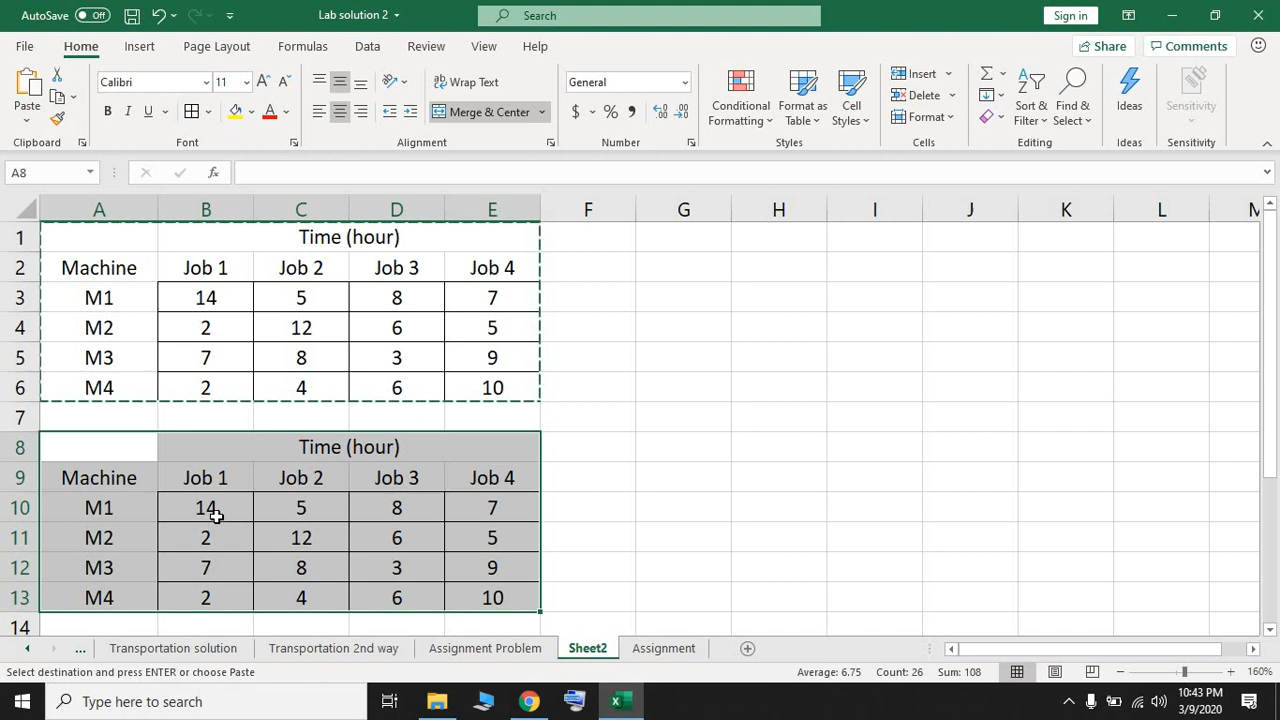 AutoSave Off Lab solution 2 Search Sign in
File Home Insert Page Layout Formulas Data Review View Help Share Comments
Paste Calibri 11 Wrap Text General Conditional Formatting Format as Table Cell Styles Insert Sort & Filter Find & Select Ideas Sensitivity
B I U Merge & Center $ % Delete
Format
Clipboard Font Alignment Number Styles Cells Editing Ideas Sensitivity
A8 fx
A B C D E F G H I J K L M
1 Time (hour)
2 Machine Job 1 Job 2 Job 3 Job 4
3 M1 14 5 8 7
4 M2 2 12 6 5
5 M3 7 8 3 9
6 M4 2 4 6 10
7
8 Time (hour)
9 Machine Job 1 Job 2 Job 3 Job 4
10 M1 14 5 8 7
11 M2 2 12 6 5
12 M3 7 8 3 9
13 M4 2 4 6 10
14
... Transportation solution Transportation 2nd way Assignment Problem Sheet2 Assignment
Select destination and press ENTER or choose Paste Average: 6.75 Count: 26 Sum: 108 160%
Type here to search 10:43 PM
3/9/2020